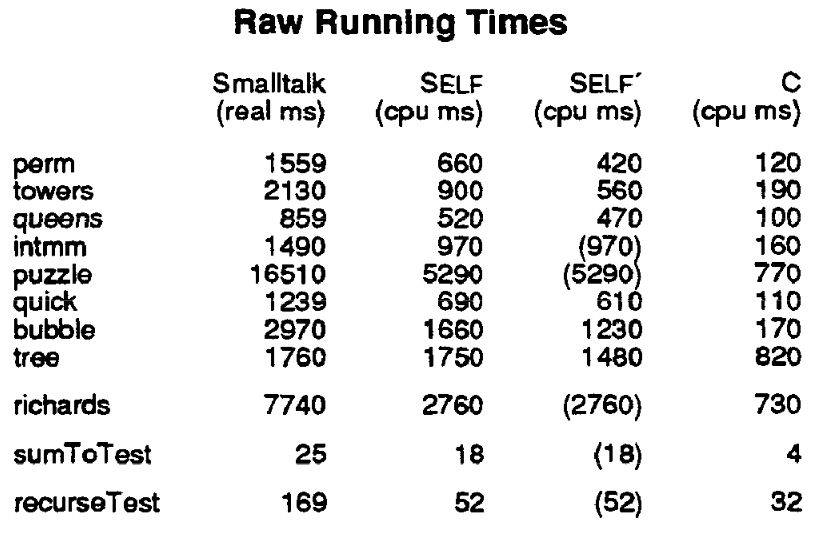 Raw Running Times
Smalltalk SELF SELF´ C
(real ms) (cpu ms) (cpu ms) (cpu ms)
perm 1559 660 420 120
towers 2130 900 560 190
queens 859 520 470 100
intmm 1490 970 (970) 160
puzzle 16510 5290 (5290) 770
quick 1239 690 610 110
bubble 2970 1660 1230 170
tree 1760 1750 1480 820
richards 7740 2760 (2760) 730
sumToTest 25 18 (18) 4
recurseTest 169 52 (52) 32